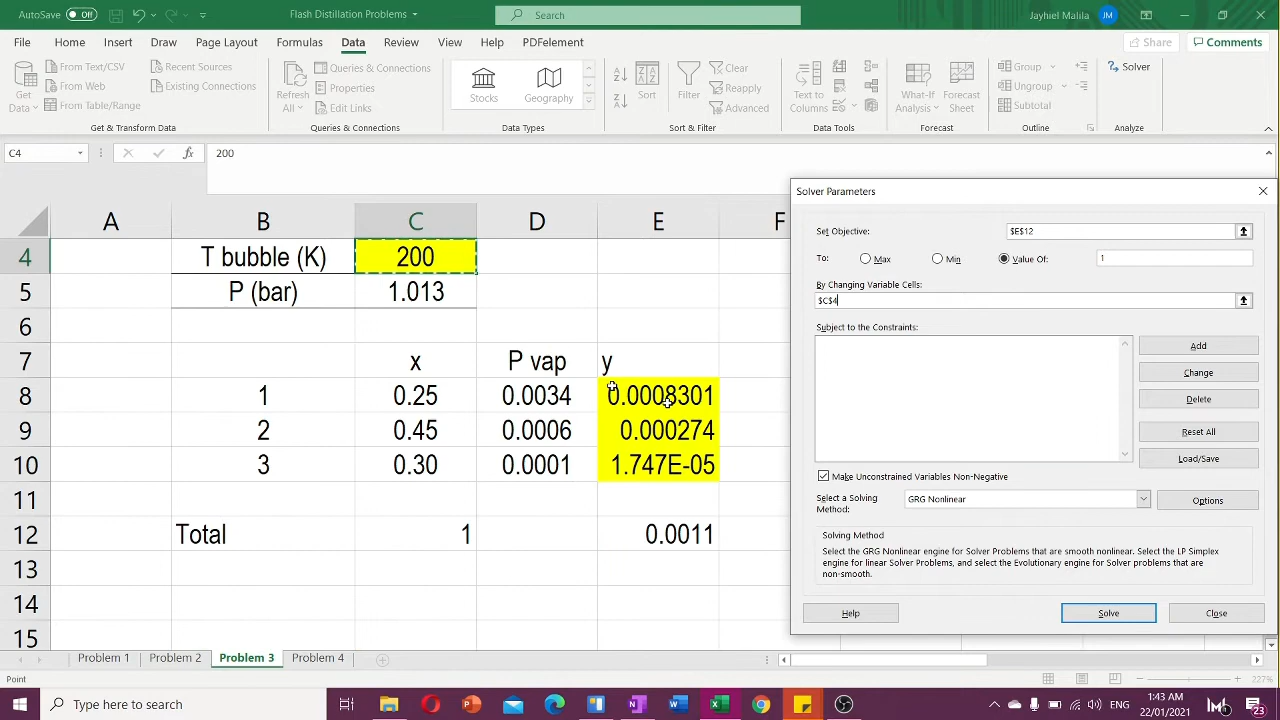 AutoSave Off
Flash Distillation Problems
Search
Jayhiel Malila
JM
File Home Insert Draw Page Layout Formulas Data Review View Help PDFelement
Share
Comments
Get Data
From Text/CSV
From Web
From Table/Range
Recent Sources
Existing Connections
Get & Transform Data
Refresh All
Queries & Connections
Properties
Edit Links
Queries & Connections
Stocks
Geography
Data Types
Sort
Filter
Clear
Reapply
Advanced
Sort & Filter
Text to Columns
Data Tools
What-If Analysis
Forecast Sheet
Forecast
Group
Ungroup
Subtotal
Outline
Solver
Analyze
C4
fx
200
A B C D E F
4 T bubble (K) 200
5 P (bar) 1.013
6
7 x P vap y
8 1 0.25 0.0034 0.0008301
9 2 0.45 0.0006 0.000274
10 3 0.30 0.0001 1.747E-05
11
12 Total 1 0.0011
13
14
15
Solver Parameters
Set Objective: $E$12
To: Max Min Value Of: 1
By Changing Variable Cells:
$C$4
Subject to the Constraints:
Add
Change
Delete
Reset All
Load/Save
Make Unconstrained Variables Non-Negative
Select a Solving Method: GRG Nonlinear
Options
Solving Method
Select the GRG Nonlinear engine for Solver Problems that are smooth nonlinear. Select the LP Simplex
engine for linear Solver Problems, and select the Evolutionary engine for Solver problems that are
non-smooth.
Help
Solve
Close
Problem 1 Problem 2 Problem 3 Problem 4
Point
227%
Type here to search
1:43 AM
22/01/2021
23